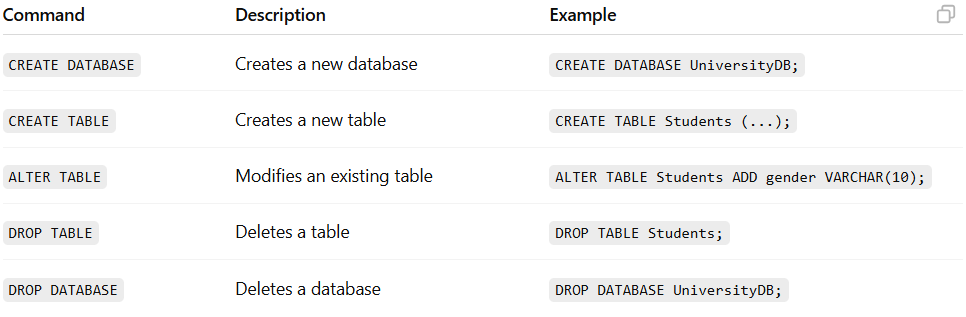 Command Description Example
CREATE DATABASE Creates a new database CREATE DATABASE UniversityDB;
CREATE TABLE Creates a new table CREATE TABLE Students (...);
ALTER TABLE Modifies an existing table ALTER TABLE Students ADD gender VARCHAR(10);
DROP TABLE Deletes a table DROP TABLE Students;
DROP DATABASE Deletes a database DROP DATABASE UniversityDB;